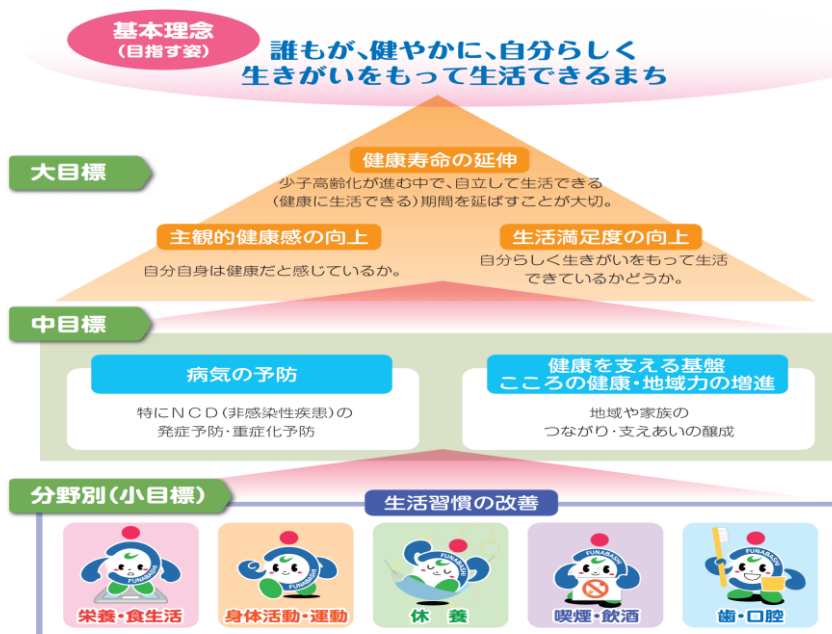 基本理念
(目指す姿)
誰もが、健やかに、自分らしく
生きがいをもって生活できるまち
大目標
健康寿命の延伸
少子高齢化が進む中で、自立して生活できる
(健康に生活できる)期間を延ばすことが大切。
主観的健康感の向上
自分自身は健康だと感じているか。
生活満足度の向上
自分らしく生きがいをもって生活
できているかどうか。
中目標
病気の予防
特にNCD(非感染性疾患)の
発症予防・重症化予防
健康を支える基盤
こころの健康・地域力の増進
地域や家族の
つながり・支えあいの醸成
分野別(小目標)
生活習慣の改善
FUNABASHI
栄養・食生活
FUNABASHI
身体活動・運動
FUNABASHI
休養
FUNABASHI
喫煙・飲酒
FUNABASHI
歯・口腔